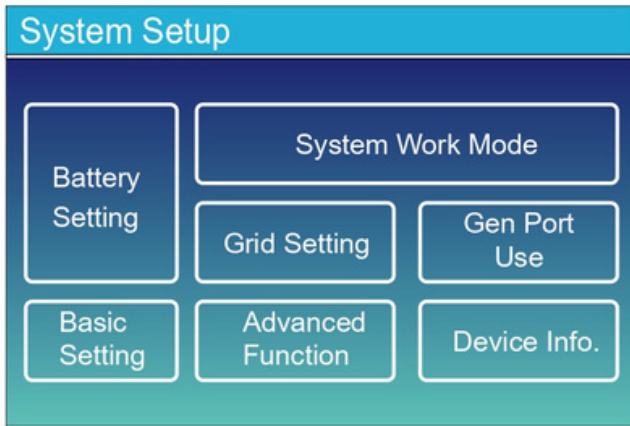 System Setup
System Work Mode
Battery
Setting
Grid Setting
Gen Port
Use
Basic
Setting
Advanced
Function
Device Info.